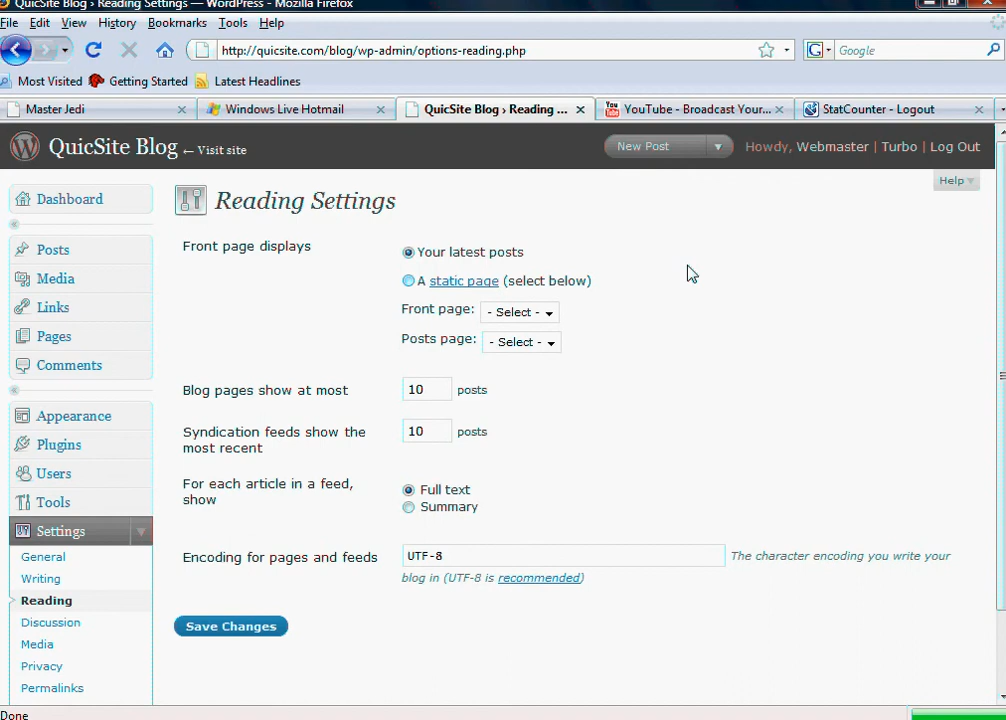 QuicSite Blog › Reading Settings — WordPress - Mozilla Firefox
File Edit View History Bookmarks Tools Help
http://quicsite.com/blog/wp-admin/options-reading.php
G Google
Most Visited Getting Started Latest Headlines
Master Jedi Windows Live Hotmail QuicSite Blog › Reading ... YouTube - Broadcast Your... StatCounter - Logout
QuicSite Blog ← Visit site New Post Howdy, Webmaster | Turbo | Log Out
Help
Dashboard
Posts
Media
Links
Pages
Comments
Appearance
Plugins
Users
Tools
Settings
General
Writing
Reading
Discussion
Media
Privacy
Permalinks
Reading Settings
Front page displays
Your latest posts
A static page (select below)
Front page: - Select -
Posts page: - Select -
Blog pages show at most 10 posts
Syndication feeds show the most recent 10 posts
For each article in a feed, show
Full text
Summary
Encoding for pages and feeds UTF-8 The character encoding you write your
blog in (UTF-8 is recommended)
Save Changes
Done